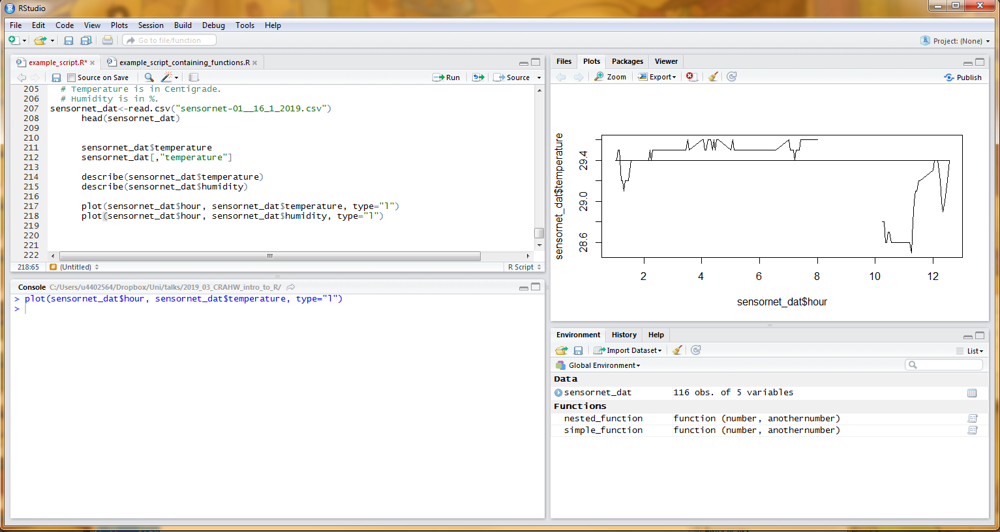 RStudio
File Edit Code View Plots Session Build Debug Tools Help
Go to file/function
Project: (None)
example_script.R*
example_script_containing_functions.R
Source on Save
Run
Source
205 # Temperature is in Centigrade.
206 # Humidity is in %.
207 sensornet_dat<-read.csv("sensornet-01__16_1_2019.csv")
208 head(sensornet_dat)
209
210
211 sensornet_dat$temperature
212 sensornet_dat[,"temperature"]
213
214 describe(sensornet_dat$temperature)
215 describe(sensornet_dat$humidity)
216
217 plot(sensornet_dat$hour, sensornet_dat$temperature, type="l")
218 plot(sensornet_dat$hour, sensornet_dat$humidity, type="l")
219
220
221
222
218:65 # (Untitled) R Script
Console C:/Users/u4402564/Dropbox/Uni/talks/2019_03_CRAHW_intro_to_R/
> plot(sensornet_dat$hour, sensornet_dat$temperature, type="l")
>
Files Plots Packages Viewer
Zoom Export Publish
sensornet_dat$temperature
29.4
29.0
28.6
2 4 6 8 10 12
sensornet_dat$hour
Environment History Help
Import Dataset List
Global Environment
Data
sensornet_dat 116 obs. of 5 variables
Functions
nested_function function (number, anothernumber)
simple_function function (number, anothernumber)